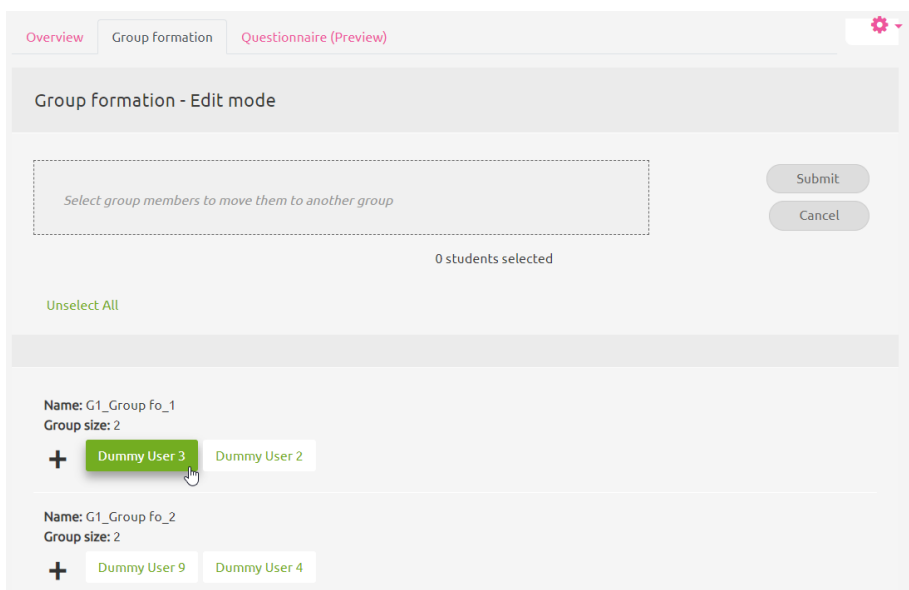 Overview Group formation Questionnaire (Preview)
Group formation - Edit mode
Select group members to move them to another group
Submit
Cancel
0 students selected
Unselect All
Name: G1_Group fo_1
Group size: 2
+ Dummy User 3 Dummy User 2
Name: G1_Group fo_2
Group size: 2
+ Dummy User 9 Dummy User 4